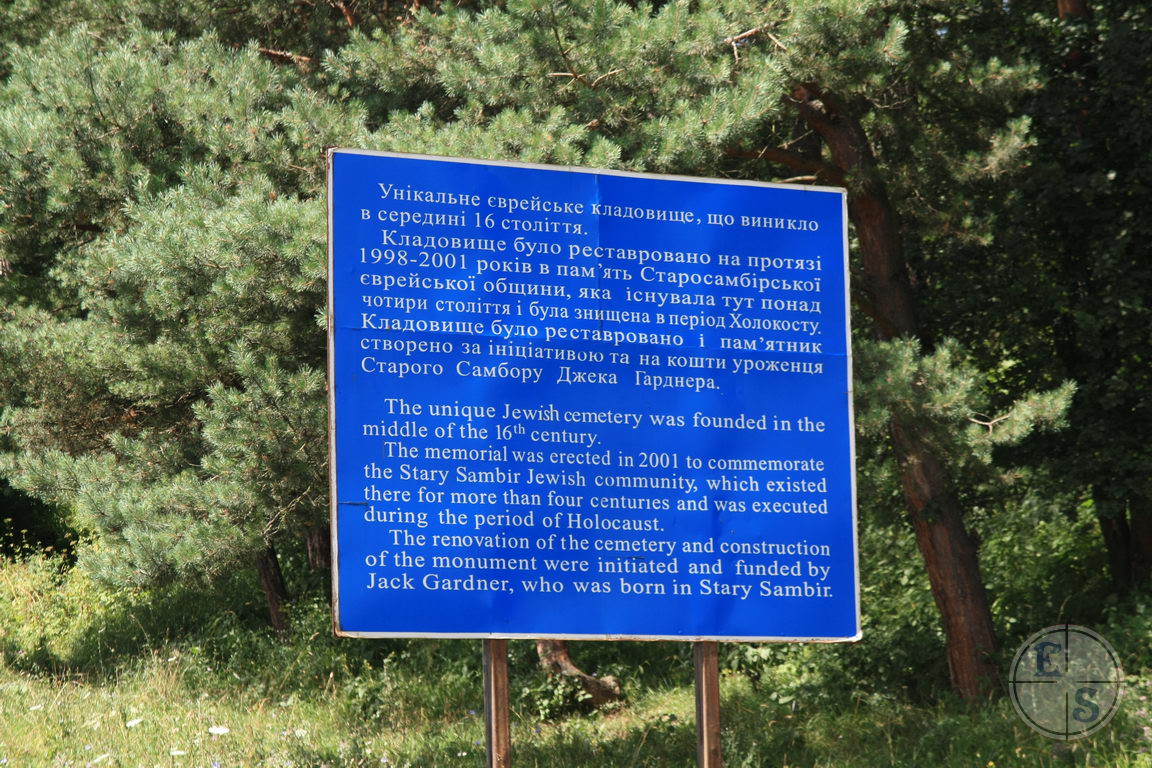 Унікальне єврейське кладовище, що виникло
в середині 16 століття.
Кладовище було реставровано на протязі
1998-2001 років в пам'ять Старосамбірської
єврейської общини, яка існувала тут понад
чотири століття і була знищена в період Холокосту.
Кладовище було реставровано і пам'ятник
створено за ініціативою та на кошти уроженця
Старого Самбору Джека Гарднера.
The unique Jewish cemetery was founded in the
middle of the 16th century.
The memorial was erected in 2001 to commemorate
the Stary Sambir Jewish community, which existed
there for more than four centuries and was executed
during the period of Holocaust.
The renovation of the cemetery and construction
of the monument were initiated and funded by
Jack Gardner, who was born in Stary Sambir.
E
S